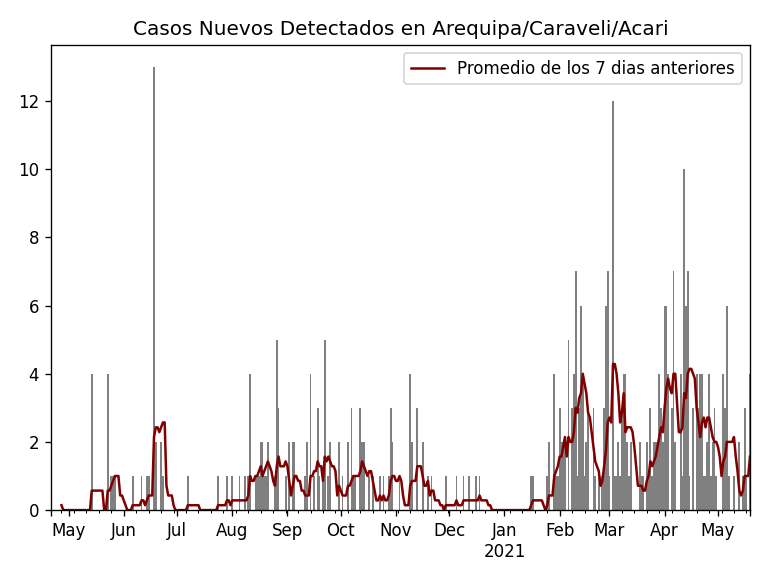 Casos Nuevos Detectados en Arequipa/Caraveli/Acari
Promedio de los 7 dias anteriores
12
10
8
6
4
2
0
May Jun Jul Aug Sep Oct Nov Dec Jan Feb Mar Apr May
2021